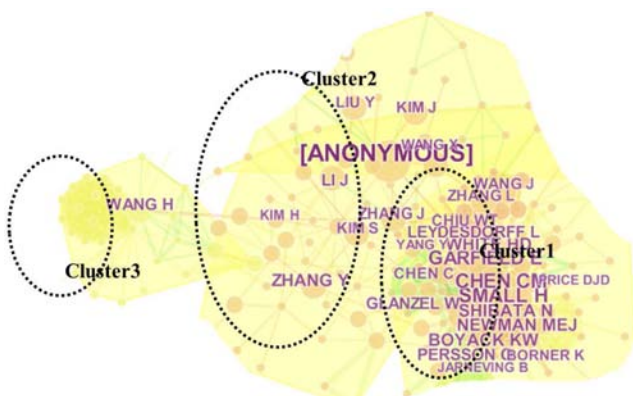 Cluster2
LIU Y
KIM J
WANG X
[ANONYMOUS]
LI J
WANG J
ZHANG L
WANG H
KIM H
ZHANG J
CHIU WT
KIM S
LEYDESDORFF L
YANG Y
WHITE HD
Cluster1
GARFIELD E
Cluster3
CHEN C
ZHANG Y
CHEN CM
PRICE DJD
SMALL H
GLANZEL W
SHIBATA N
NEWMAN MEJ
BOYACK KW
PERSSON O
BORNER K
JARNEVING B